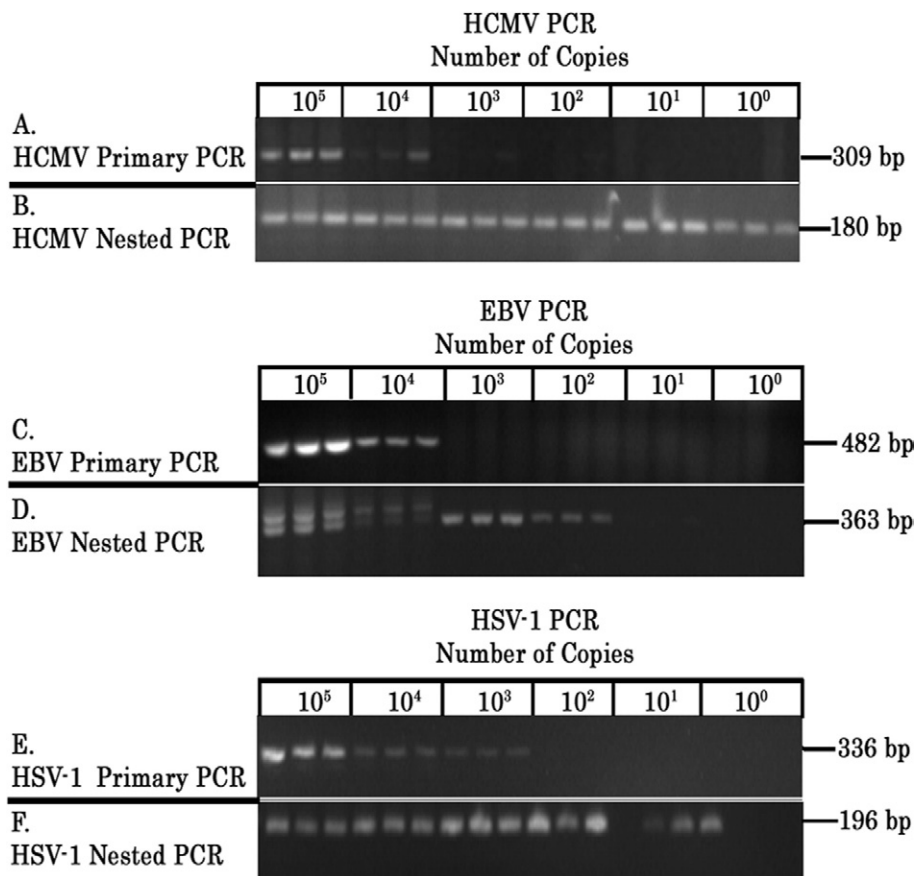 HCMV PCR
Number of Copies
10⁵ 10⁴ 10³ 10² 10¹ 10⁰
A.
HCMV Primary PCR
309 bp
B.
HCMV Nested PCR
180 bp
EBV PCR
Number of Copies
10⁵ 10⁴ 10³ 10² 10¹ 10⁰
C.
EBV Primary PCR
482 bp
D.
EBV Nested PCR
363 bp
HSV-1 PCR
Number of Copies
10⁵ 10⁴ 10³ 10² 10¹ 10⁰
E.
HSV-1 Primary PCR
336 bp
F.
HSV-1 Nested PCR
196 bp